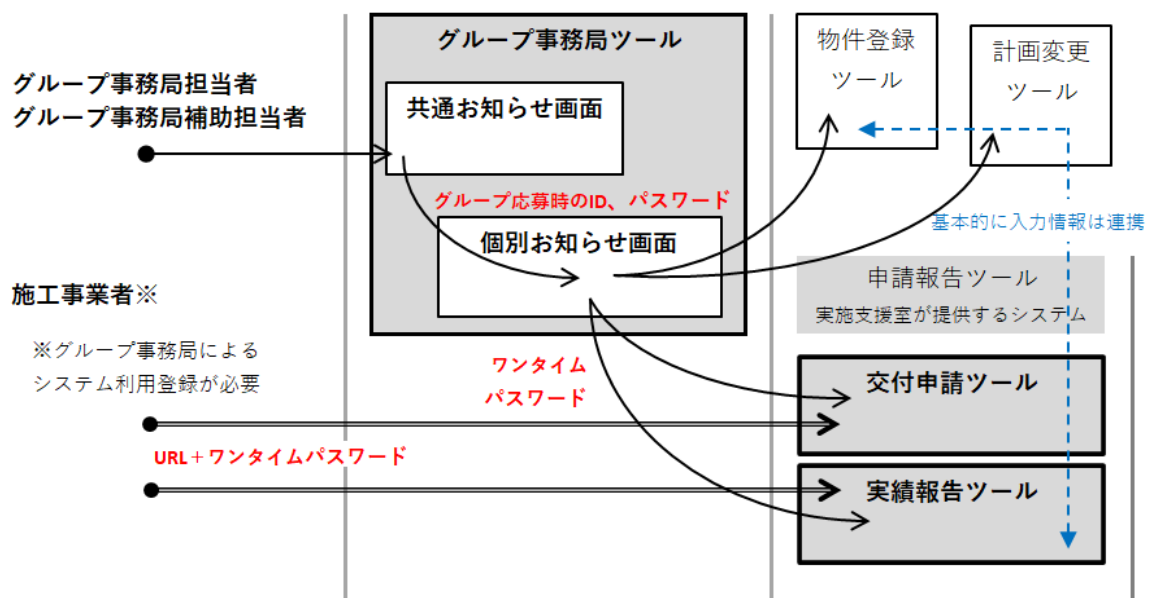 グループ事務局ツール
物件登録
ツール
計画変更
ツール
グループ事務局担当者
グループ事務局補助担当者
共通お知らせ画面
グループ応募時のID、パスワード
個別お知らせ画面
基本的に入力情報は連携
施工事業者※
※グループ事務局による
システム利用登録が必要
申請報告ツール
実施支援室が提供するシステム
ワンタイム
パスワード
交付申請ツール
URL＋ワンタイムパスワード
実績報告ツール